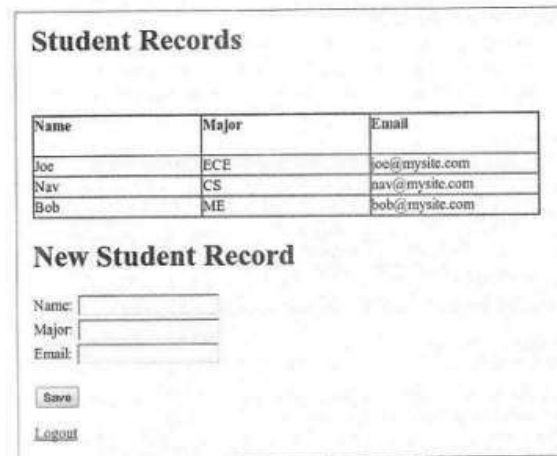 Student Records
Name Major Email
Joe ECE joe@mysite.com
Nav CS nav@mysite.com
Bob ME bob@mysite.com
New Student Record
Name:
Major:
Email:
Save
Logout